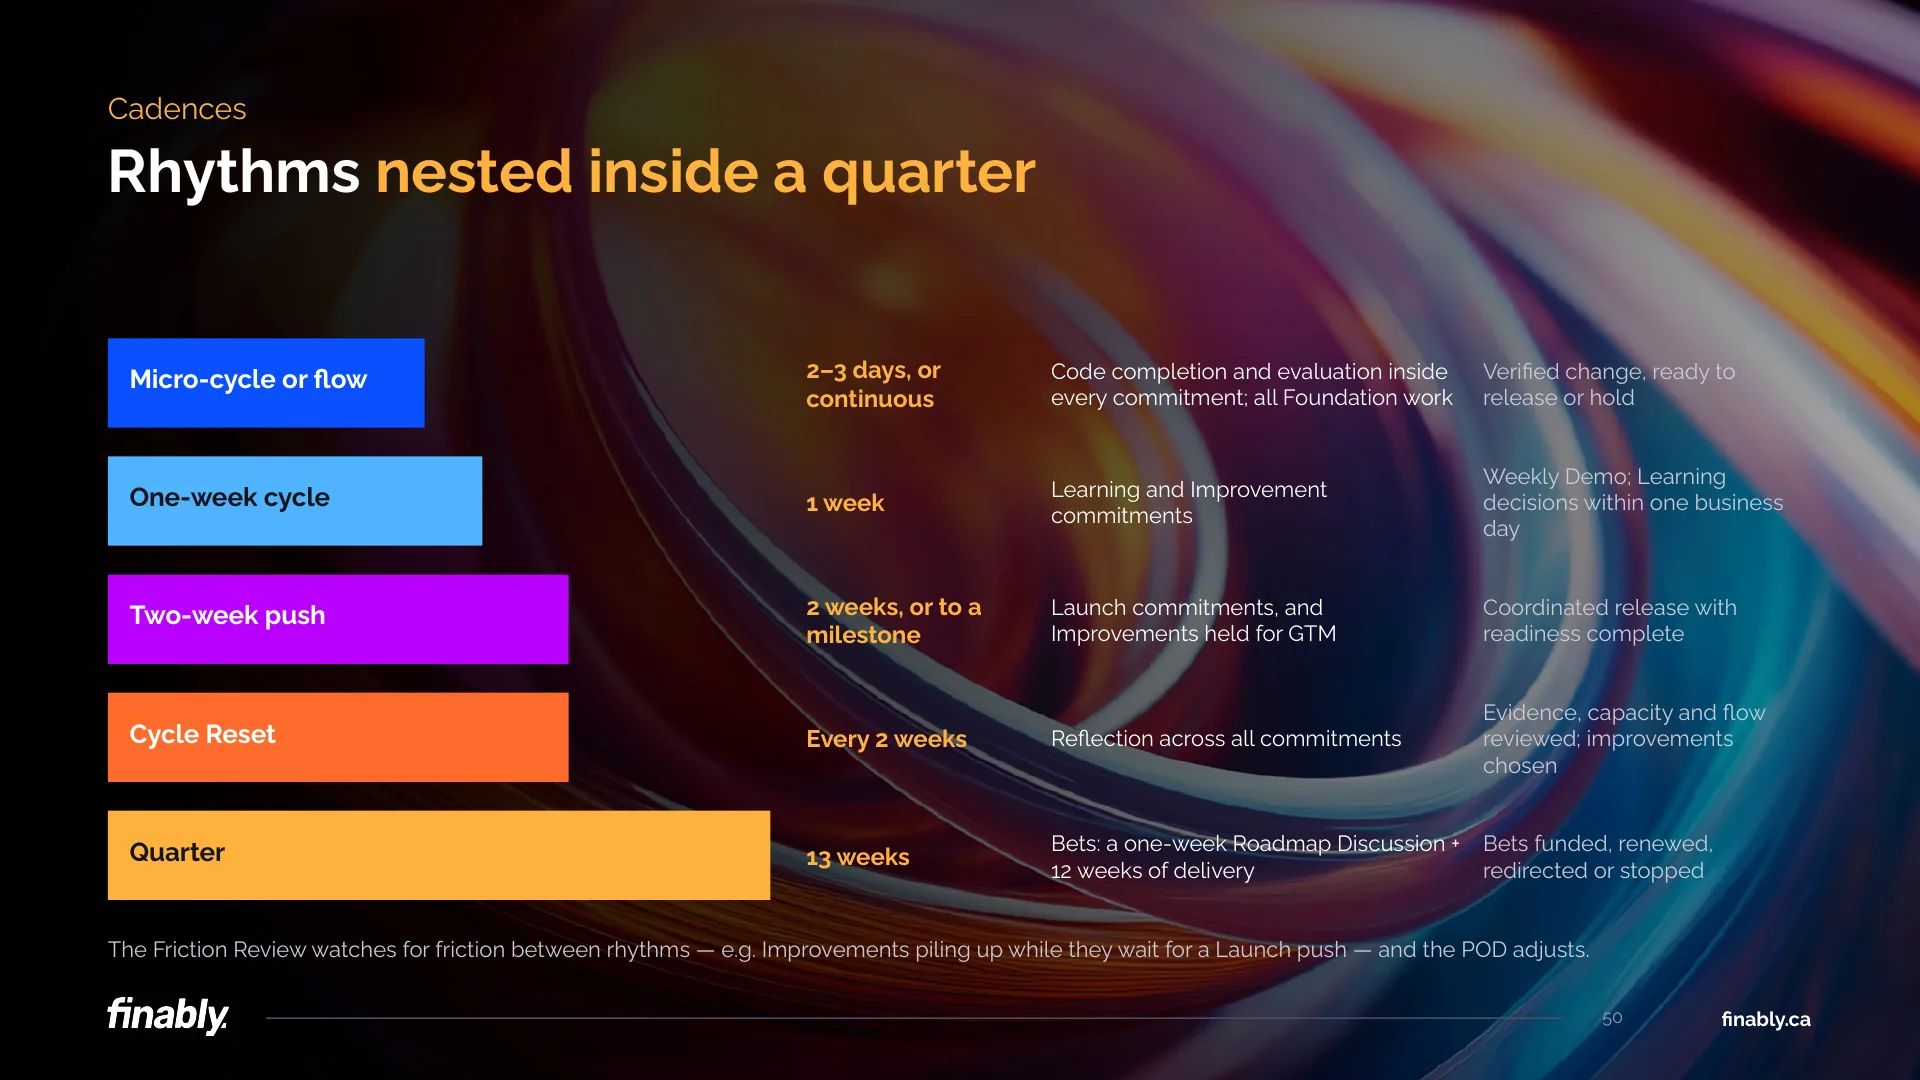 Cadences
Rhythms nested inside a quarter
Micro-cycle or flow
2–3 days, or
continuous
Code completion and evaluation inside
every commitment; all Foundation work
Verified change, ready to
release or hold
One-week cycle
1 week
Learning and Improvement
commitments
Weekly Demo; Learning
decisions within one business
day
Two-week push
2 weeks, or to a
milestone
Launch commitments, and
Improvements held for GTM
Coordinated release with
readiness complete
Cycle Reset
Every 2 weeks
Reflection across all commitments
Evidence, capacity and flow
reviewed; improvements
chosen
Quarter
13 weeks
Bets: a one-week Roadmap Discussion +
12 weeks of delivery
Bets funded, renewed,
redirected or stopped
The Friction Review watches for friction between rhythms — e.g. Improvements piling up while they wait for a Launch push — and the POD adjusts.
finably.
50
finably.ca